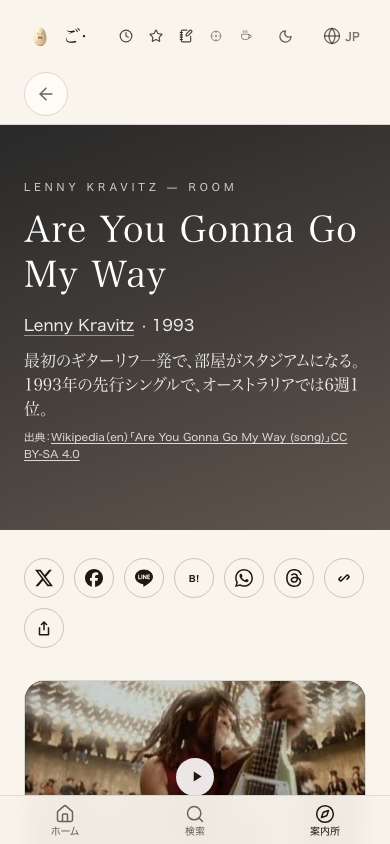 ご・
JP
LENNY KRAVITZ — ROOM
Are You Gonna Go
My Way
Lenny Kravitz · 1993
最初のギターリフ一発で、部屋がスタジアムになる。
1993年の先行シングルで、オーストラリアでは6週1
位。
出典：Wikipedia（en）「Are You Gonna Go My Way (song)」CC
BY-SA 4.0
LINE
B!
ホーム
検索
案内所